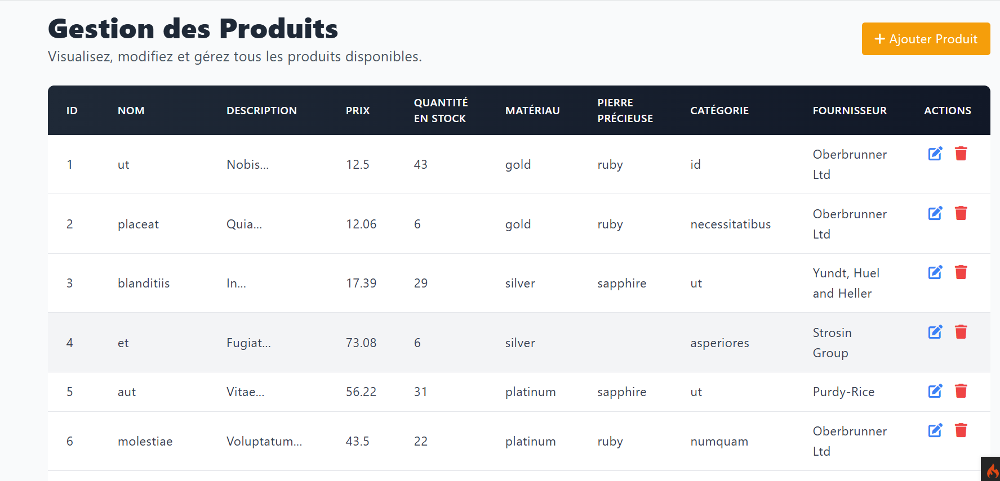 Gestion des Produits
Visualisez, modifiez et gérez tous les produits disponibles.
+ Ajouter Produit
ID NOM DESCRIPTION PRIX QUANTITÉ EN STOCK MATÉRIAU PIERRE PRÉCIEUSE CATÉGORIE FOURNISSEUR ACTIONS
1 ut Nobis... 12.5 43 gold ruby id Oberbrunner Ltd
2 placeat Quia... 12.06 6 gold ruby necessitatibus Oberbrunner Ltd
3 blanditiis In... 17.39 29 silver sapphire ut Yundt, Huel and Heller
4 et Fugiat... 73.08 6 silver asperiores Strosin Group
5 aut Vitae... 56.22 31 platinum sapphire ut Purdy-Rice
6 molestiae Voluptatum... 43.5 22 platinum ruby numquam Oberbrunner Ltd